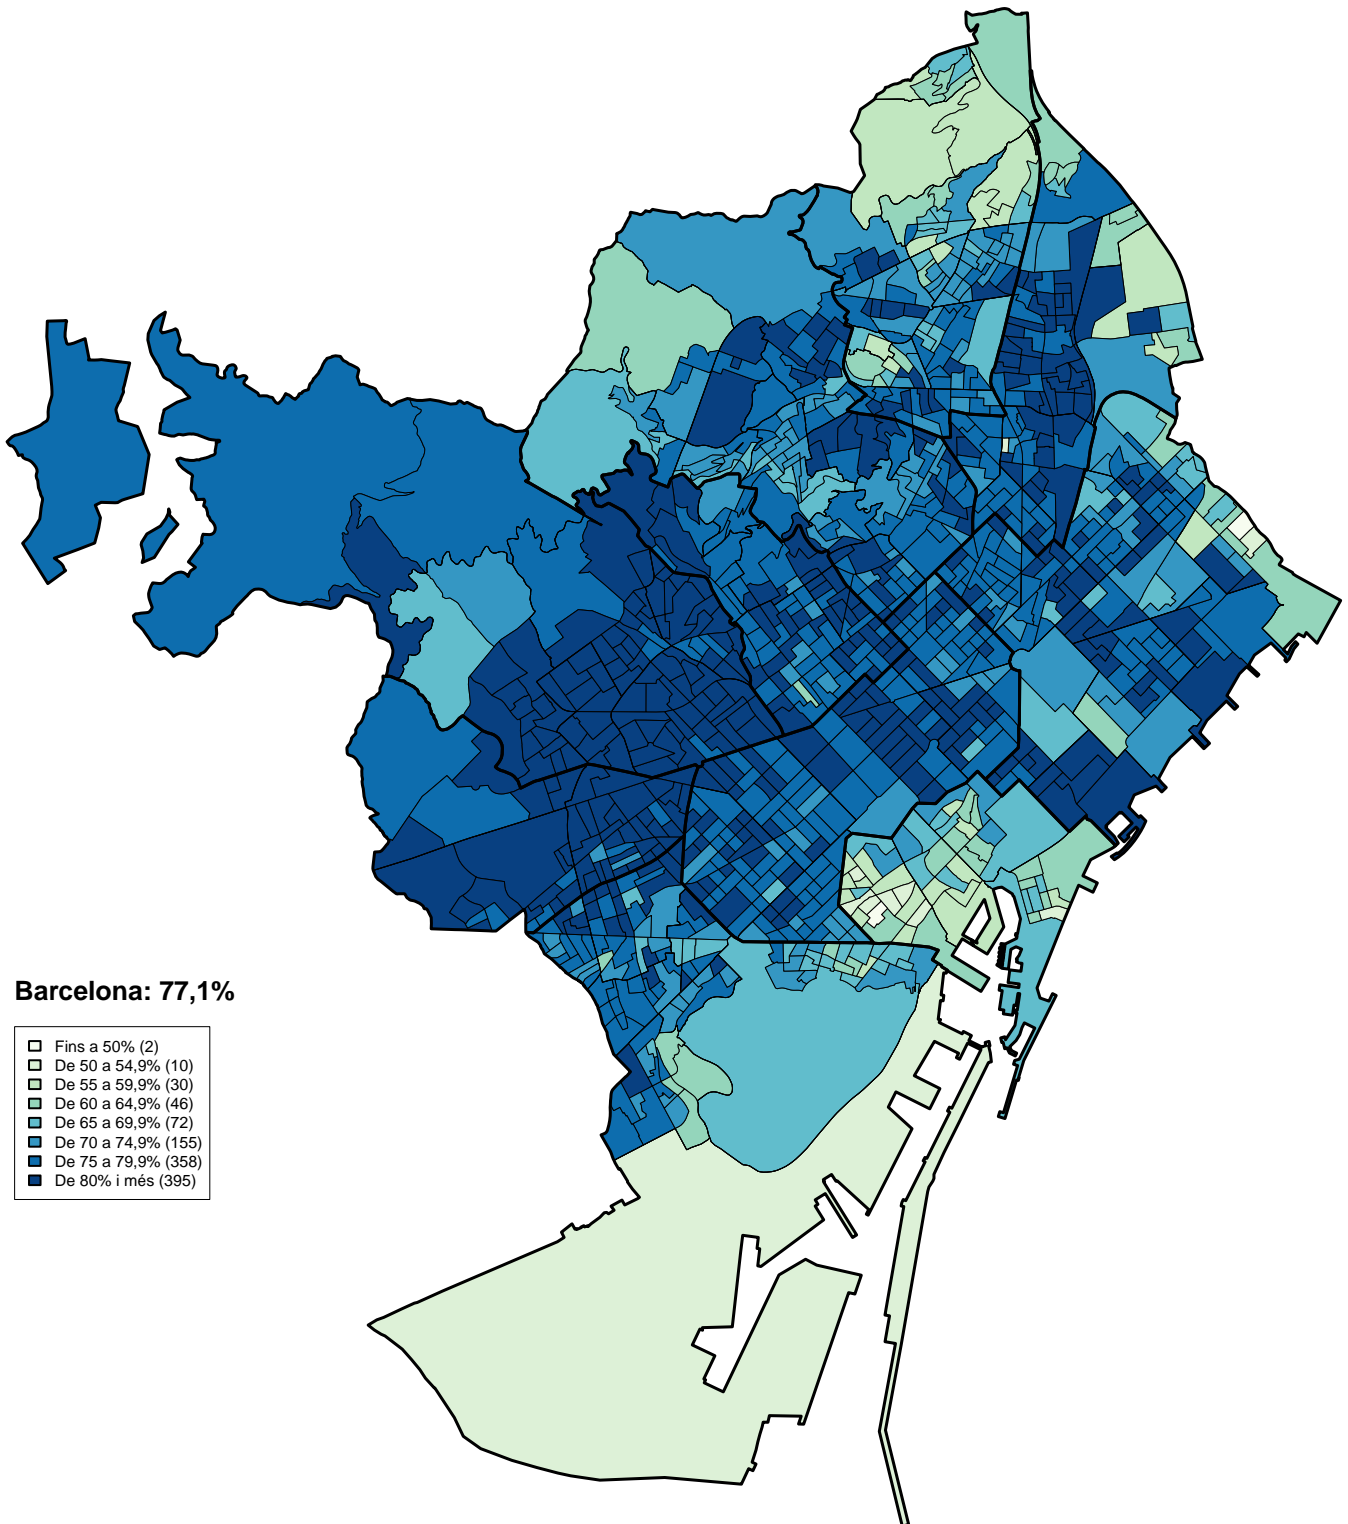 Barcelona: 77,1%
Fins a 50% (2)
De 50 a 54,9% (10)
De 55 a 59,9% (30)
De 60 a 64,9% (46)
De 65 a 69,9% (72)
De 70 a 74,9% (155)
De 75 a 79,9% (358)
De 80% i més (395)